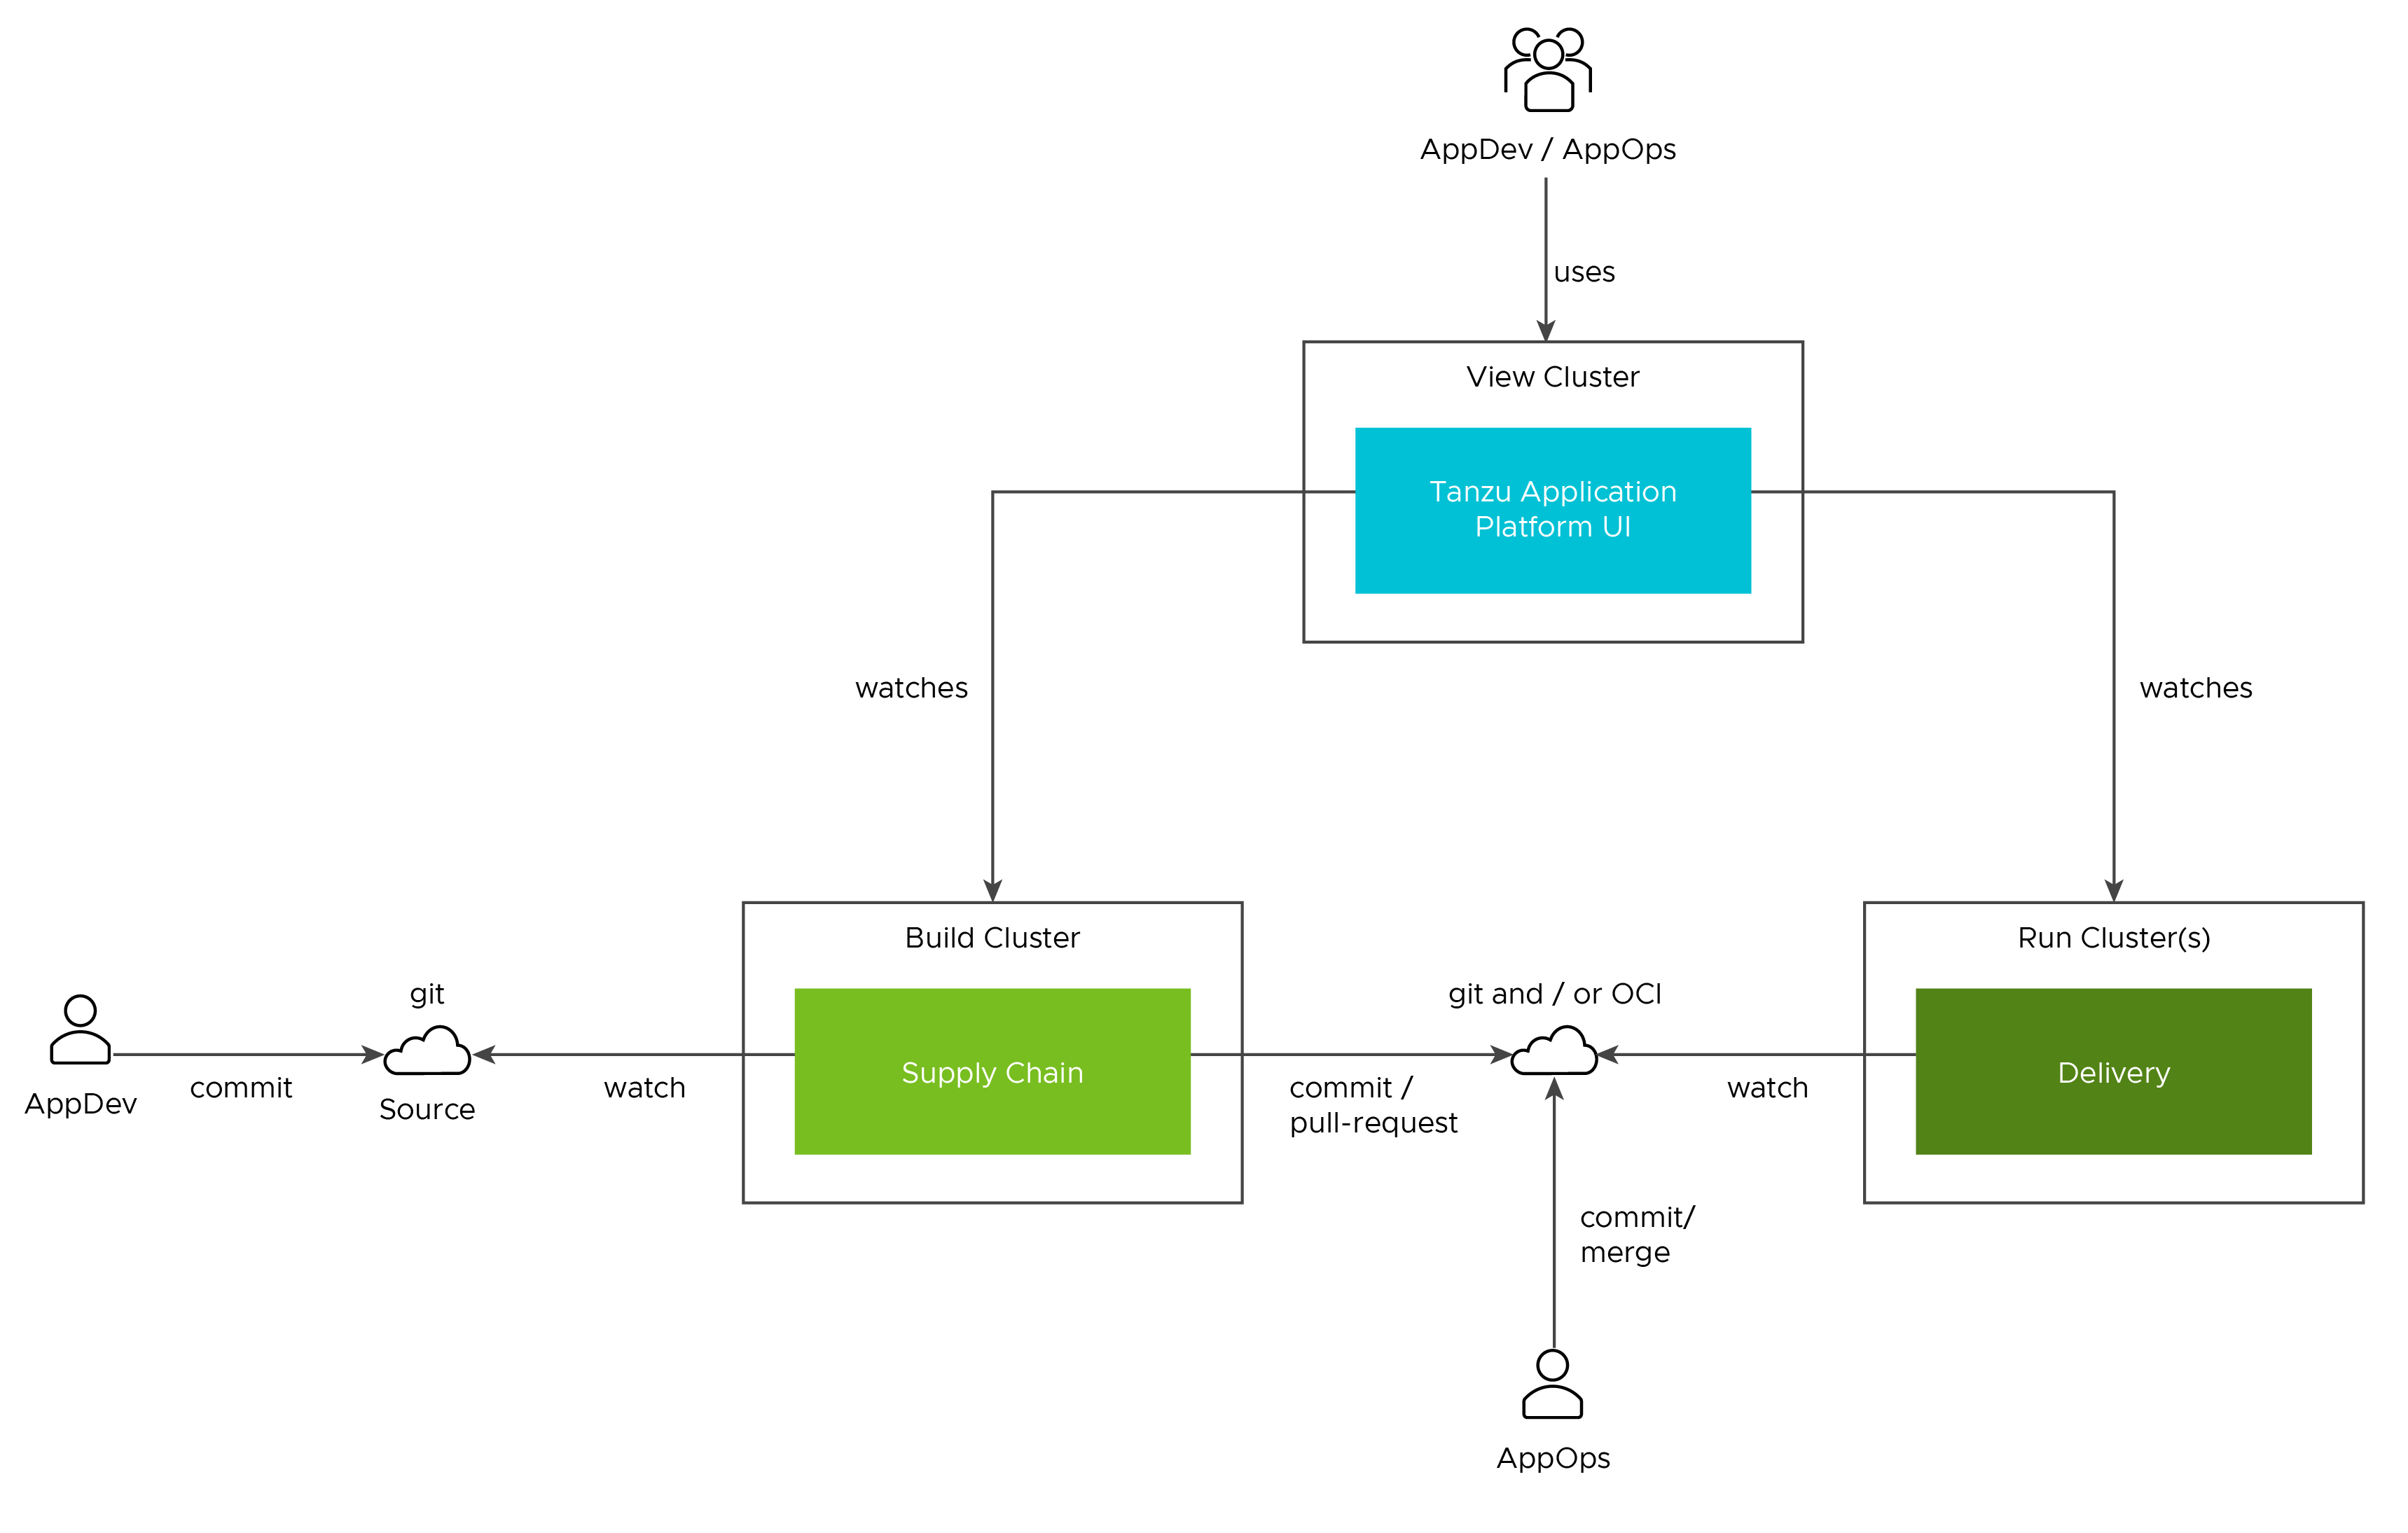 AppDev / AppOps
uses
View Cluster
Tanzu Application
Platform UI
watches
watches
Build Cluster
Run Cluster(s)
git
git and / or OCI
Supply Chain
Delivery
commit
watch
commit /
pull-request
watch
AppDev
Source
commit/
merge
AppOps